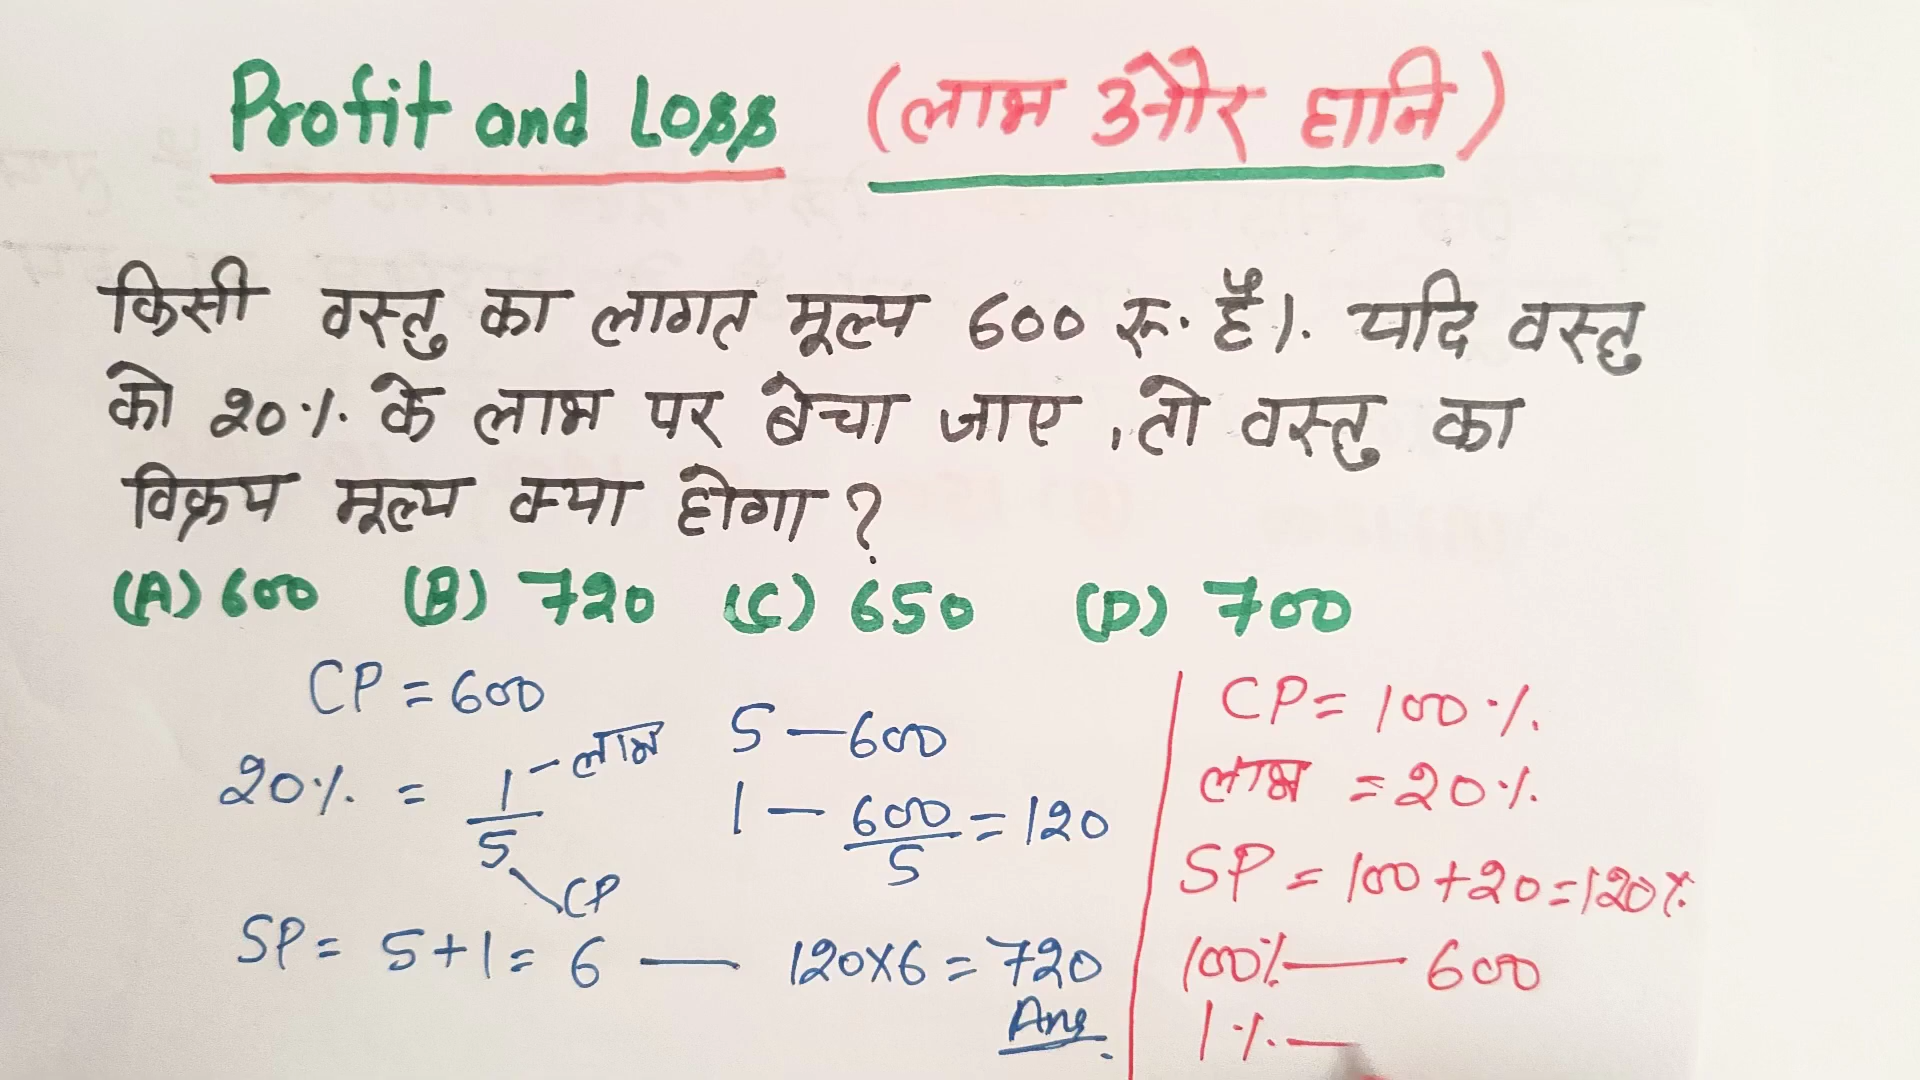 Profit and Loss (लाभ और हानि)
किसी वस्तु का लागत मूल्य 600 रू. है।. यदि वस्तु
को 20%. के लाभ पर बेचा जाए, तो वस्तु का
विक्रय मूल्य क्या होगा?
(A) 600 (B) 720 (C) 650 (D) 700
CP = 600
20%. = 1/5 - लाभ
CP
SP = 5+1 = 6 — 120×6 = 720
Ans.
5 — 600
1 — 600/5 = 120
CP = 100%.
लाभ = 20%.
SP = 100+20=120%.
100% — 600
1%. —